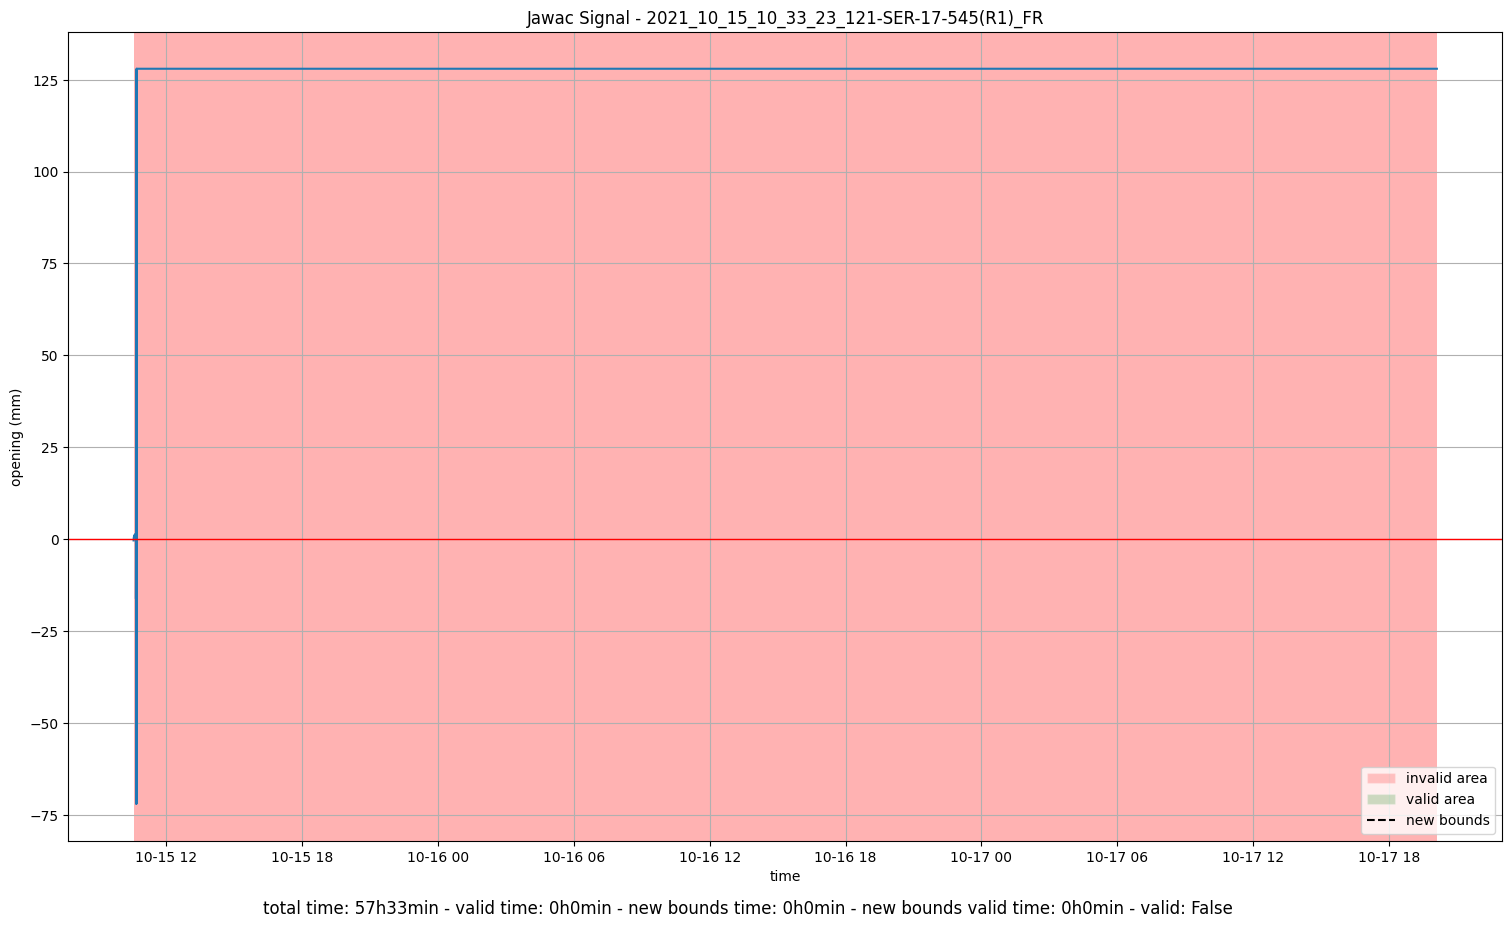 Jawac Signal - 2021_10_15_10_33_23_121-SER-17-545(R1)_FR
125
100
75
50
25
0
−25
−50
−75
opening (mm)
invalid area
valid area
new bounds
10-15 12
10-15 18
10-16 00
10-16 06
10-16 12
10-16 18
10-17 00
10-17 06
10-17 12
10-17 18
time
total time: 57h33min - valid time: 0h0min - new bounds time: 0h0min - new bounds valid time: 0h0min - valid: False